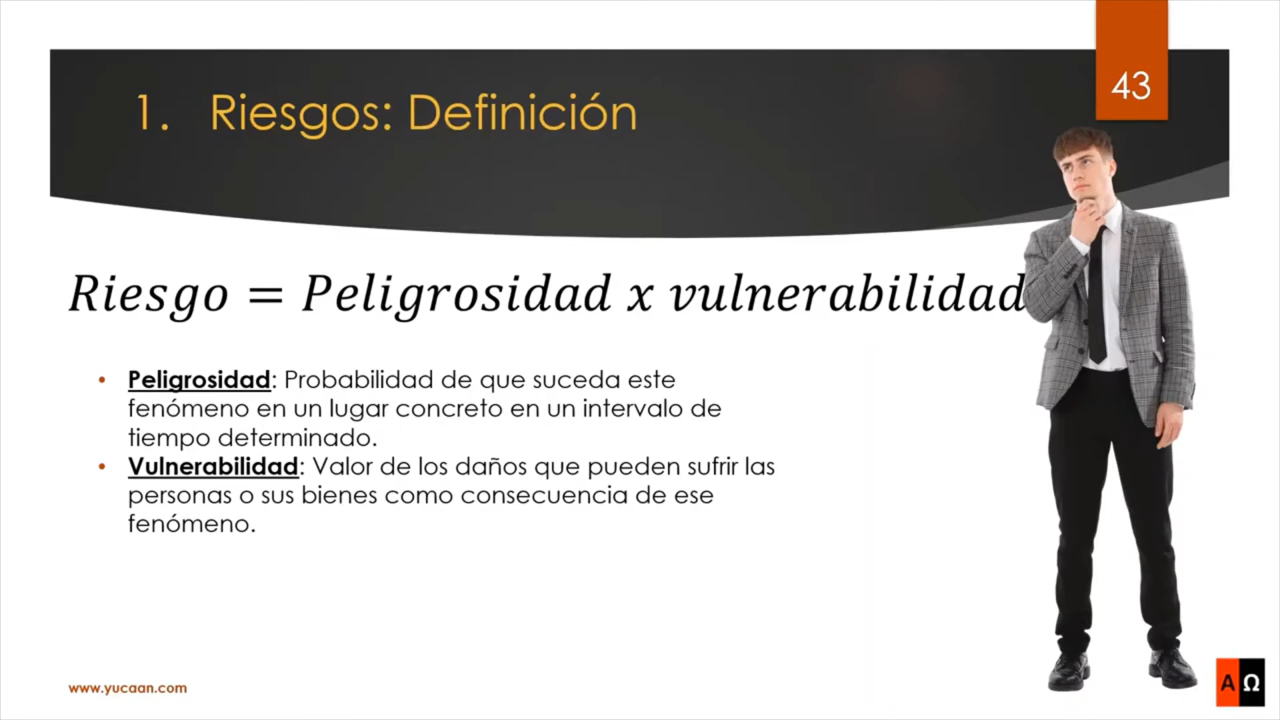 43
1. Riesgos: Definición
Riesgo = Peligrosidad x vulnerabilidad
• Peligrosidad: Probabilidad de que suceda este
fenómeno en un lugar concreto en un intervalo de
tiempo determinado.
• Vulnerabilidad: Valor de los daños que pueden sufrir las
personas o sus bienes como consecuencia de ese
fenómeno.
www.yucaan.com
ΑΩ